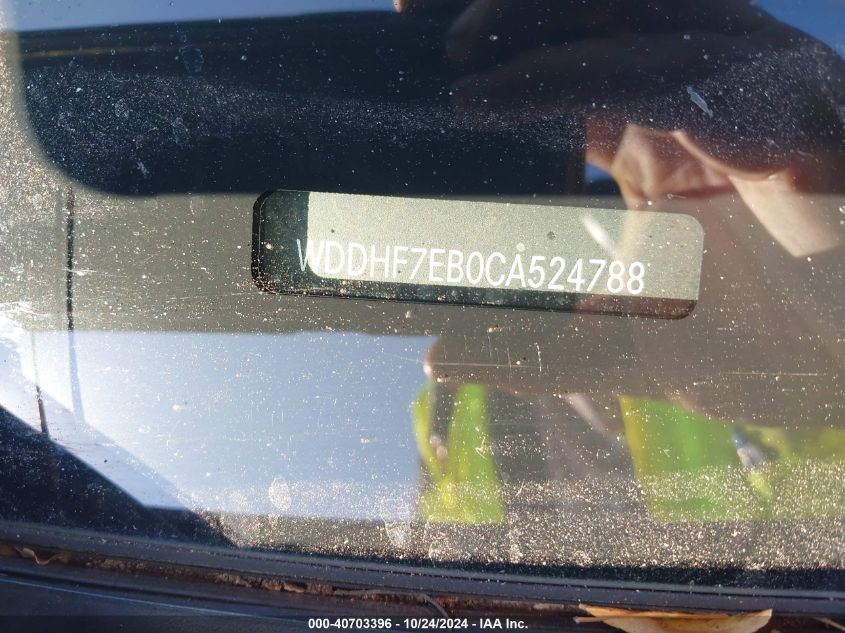 WDDHF7EB0CA524788
000-40703396 - 10/24/2024 - IAA Inc.